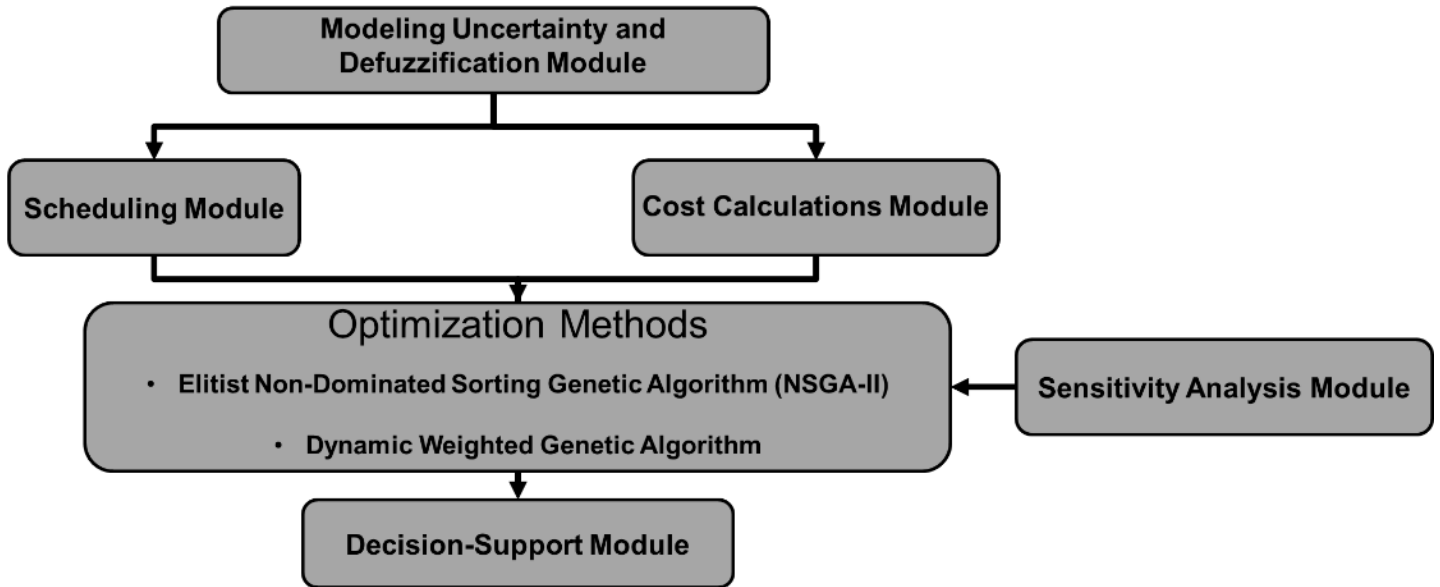 Modeling Uncertainty and
Defuzzification Module
Scheduling Module
Cost Calculations Module
Optimization Methods
• Elitist Non-Dominated Sorting Genetic Algorithm (NSGA-II)
• Dynamic Weighted Genetic Algorithm
Sensitivity Analysis Module
Decision-Support Module